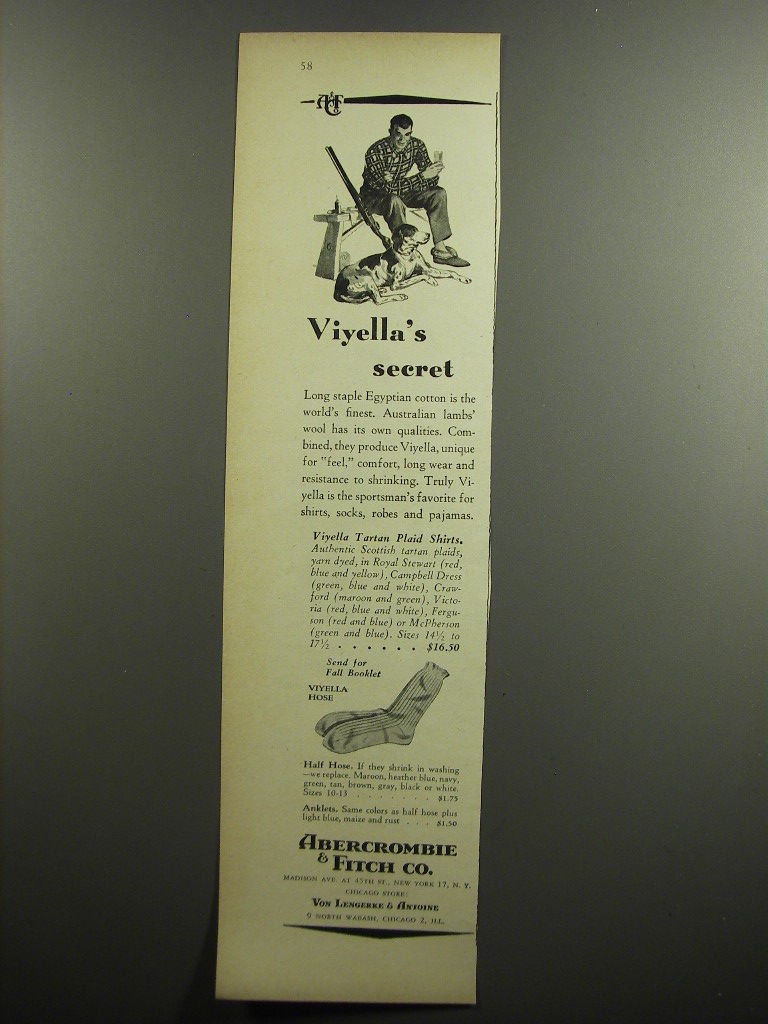 58
A&F Co.
Viyella's
secret
Long staple Egyptian cotton is the
world's finest. Australian lambs'
wool has its own qualities. Com-
bined, they produce Viyella, unique
for "feel," comfort, long wear and
resistance to shrinking. Truly Vi-
yella is the sportsman's favorite for
shirts, socks, robes and pajamas.
Viyella Tartan Plaid Shirts.
Authentic Scottish tartan plaids,
yarn dyed, in Royal Stewart (red,
blue and yellow), Campbell Dress
(green, blue and white), Craw-
ford (maroon and green), Victo-
ria (red, blue and white), Fergu-
son (red and blue) or McPherson
(green and blue). Sizes 14½ to
17½ . . . . . . $16.50
Send for
Fall Booklet
VIYELLA
HOSE
Half Hose. If they shrink in washing
—we replace. Maroon, heather blue, navy,
green, tan, brown, gray, black or white.
Sizes 10-13 . . . . . . . $1.75
Anklets. Same colors as half hose plus
light blue, maize and rust . . . $1.50
ABERCROMBIE
& FITCH CO.
MADISON AVE. AT 45TH ST., NEW YORK 17, N. Y.
CHICAGO STORE:
VON LENGERKE & ANTOINE
9 NORTH WABASH, CHICAGO 2, ILL.